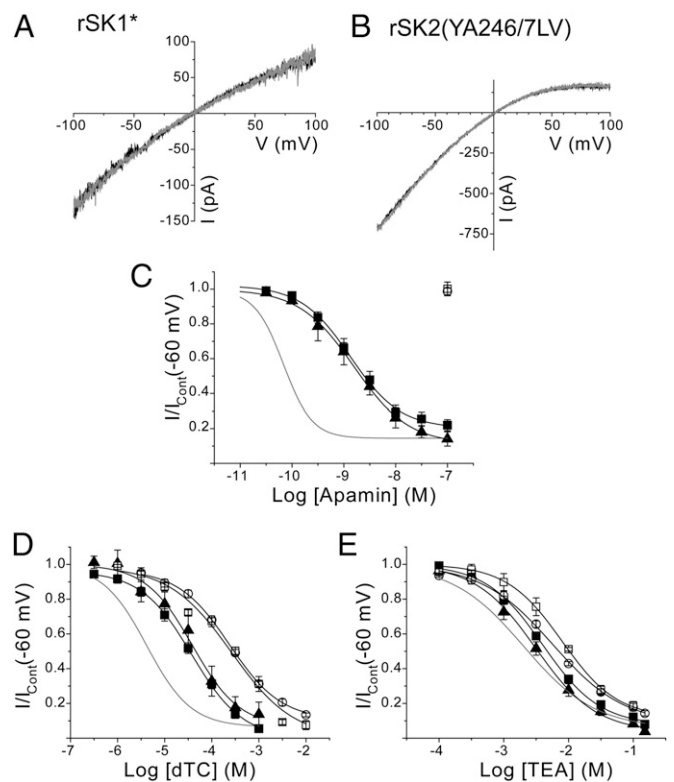 A rSK1*
B rSK2(YA246/7LV)
100
50
-100 -50 50 100
V (mV)
-50
-100
-150
I (pA)
-100 -50 50 100
V (mV)
-250
-500
-750
I (pA)
C
1.0
0.8
0.6
0.4
0.2
I/ICont(-60 mV)
-11 -10 -9 -8 -7
Log [Apamin] (M)
D
1.0
0.8
0.6
0.4
0.2
I/ICont(-60 mV)
-7 -6 -5 -4 -3 -2
Log [dTC] (M)
E
1.0
0.8
0.6
0.4
0.2
I/ICont(-60 mV)
-4 -3 -2 -1
Log [TEA] (M)